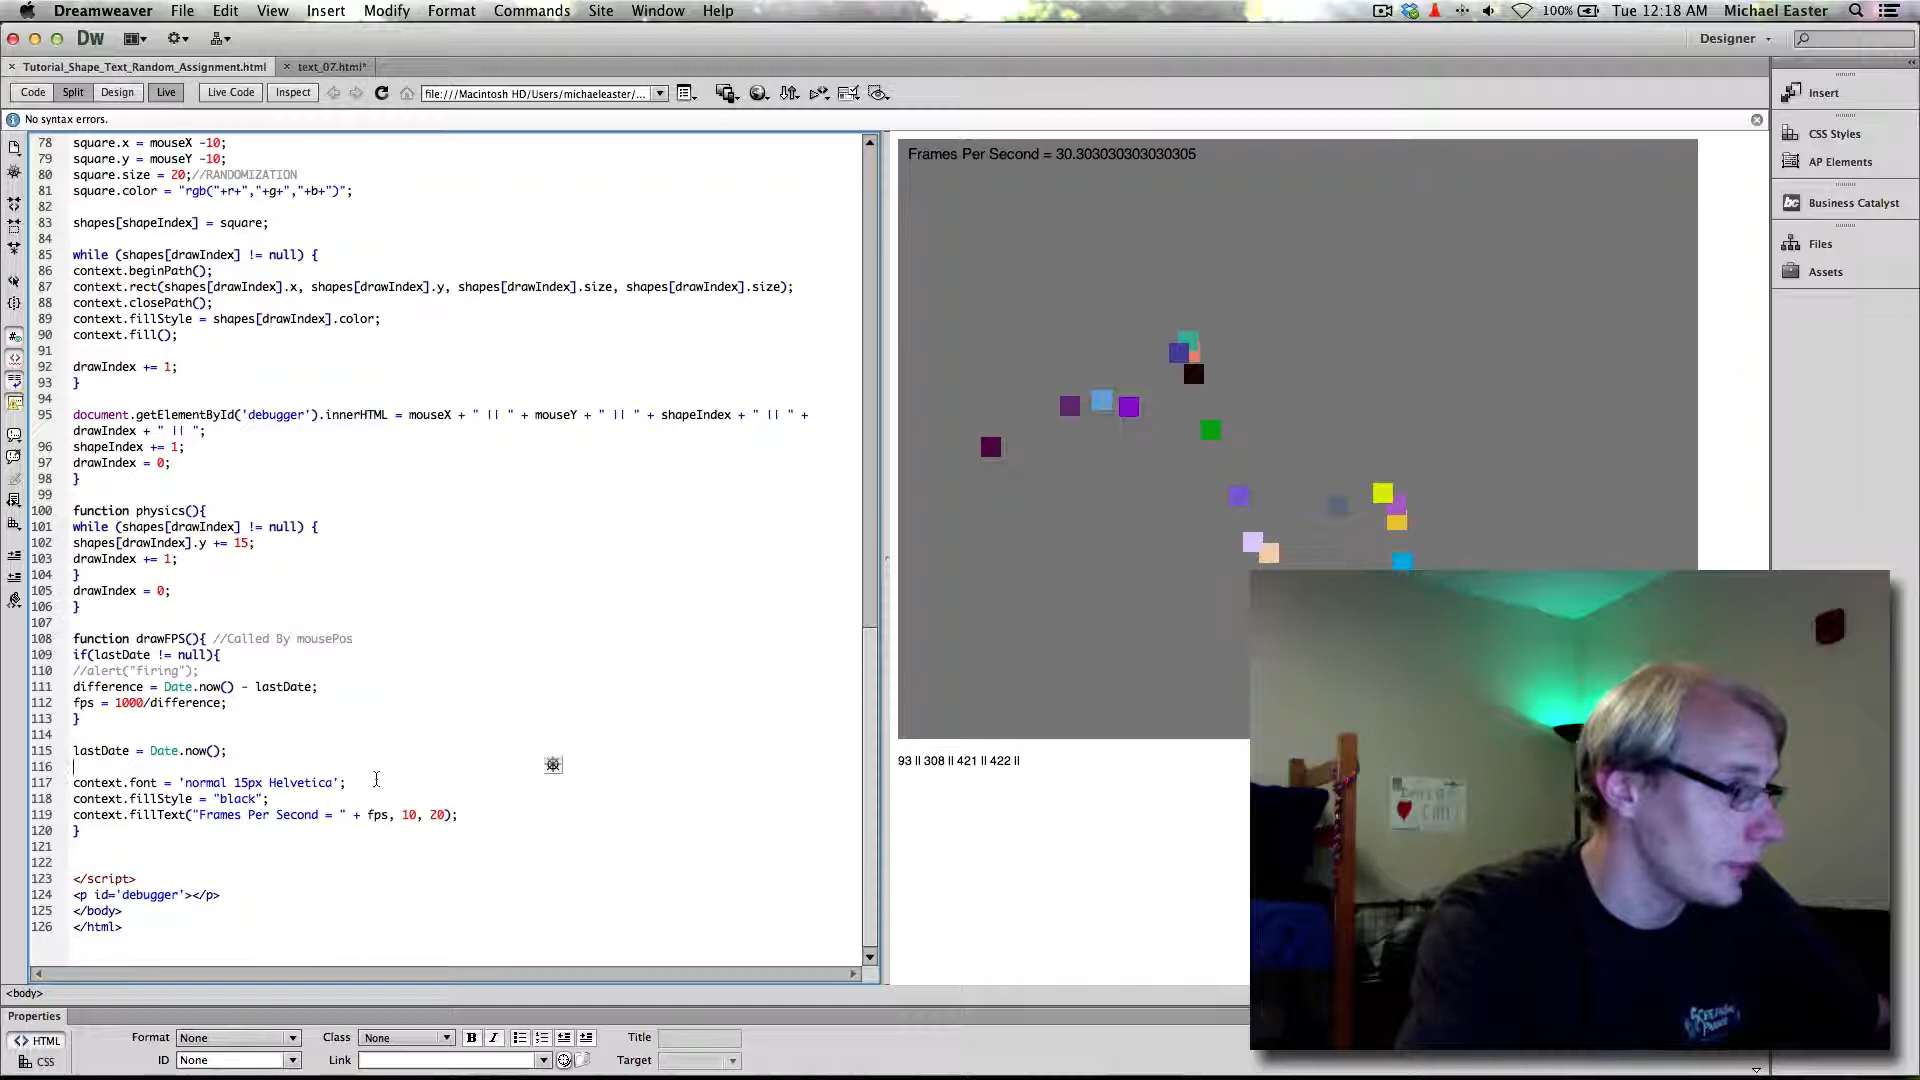 Dreamweaver File Edit View Insert Modify Format Commands Site Window Help
100% Tue 12:18 AM Michael Easter
Dw
Designer
Tutorial_Shape_Text_Random_Assignment.html
text_07.html*
Code Split Design Live Live Code Inspect
file:///Macintosh HD/Users/michaeleaster/...
No syntax errors.
78 square.x = mouseX -10;
79 square.y = mouseY -10;
80 square.size = 20;//RANDOMIZATION
81 square.color = "rgb("+r+","+g+","+b+")";
82
83 shapes[shapeIndex] = square;
84
85 while (shapes[drawIndex] != null) {
86 context.beginPath();
87 context.rect(shapes[drawIndex].x, shapes[drawIndex].y, shapes[drawIndex].size, shapes[drawIndex].size);
88 context.closePath();
89 context.fillStyle = shapes[drawIndex].color;
90 context.fill();
91
92 drawIndex += 1;
93 }
94
95 document.getElementById('debugger').innerHTML = mouseX + " || " + mouseY + " || " + shapeIndex + " || " +
drawIndex + " || ";
96 shapeIndex += 1;
97 drawIndex = 0;
98 }
99
100 function physics(){
101 while (shapes[drawIndex] != null) {
102 shapes[drawIndex].y += 15;
103 drawIndex += 1;
104 }
105 drawIndex = 0;
106 }
107
108 function drawFPS(){ //Called By mousePos
109 if(lastDate != null){
110 //alert("firing");
111 difference = Date.now() - lastDate;
112 fps = 1000/difference;
113 }
114
115 lastDate = Date.now();
116
117 context.font = 'normal 15px Helvetica';
118 context.fillStyle = "black";
119 context.fillText("Frames Per Second = " + fps, 10, 20);
120 }
121
122
123 </script>
124 <p id='debugger'></p>
125 </body>
126 </html>
Frames Per Second = 30.303030303030305
93 || 308 || 421 || 422 ||
Insert
CSS Styles
AP Elements
bc Business Catalyst
Files
Assets
<body>
Properties
<> HTML
CSS
Format None
Class None
B I
Title
ID None
Link
Target